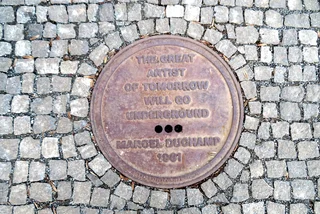 THE GREAT
ARTIST
OF TOMORROW
WILL GO
UNDERGROUND
MARCEL DUCHAMP
1961